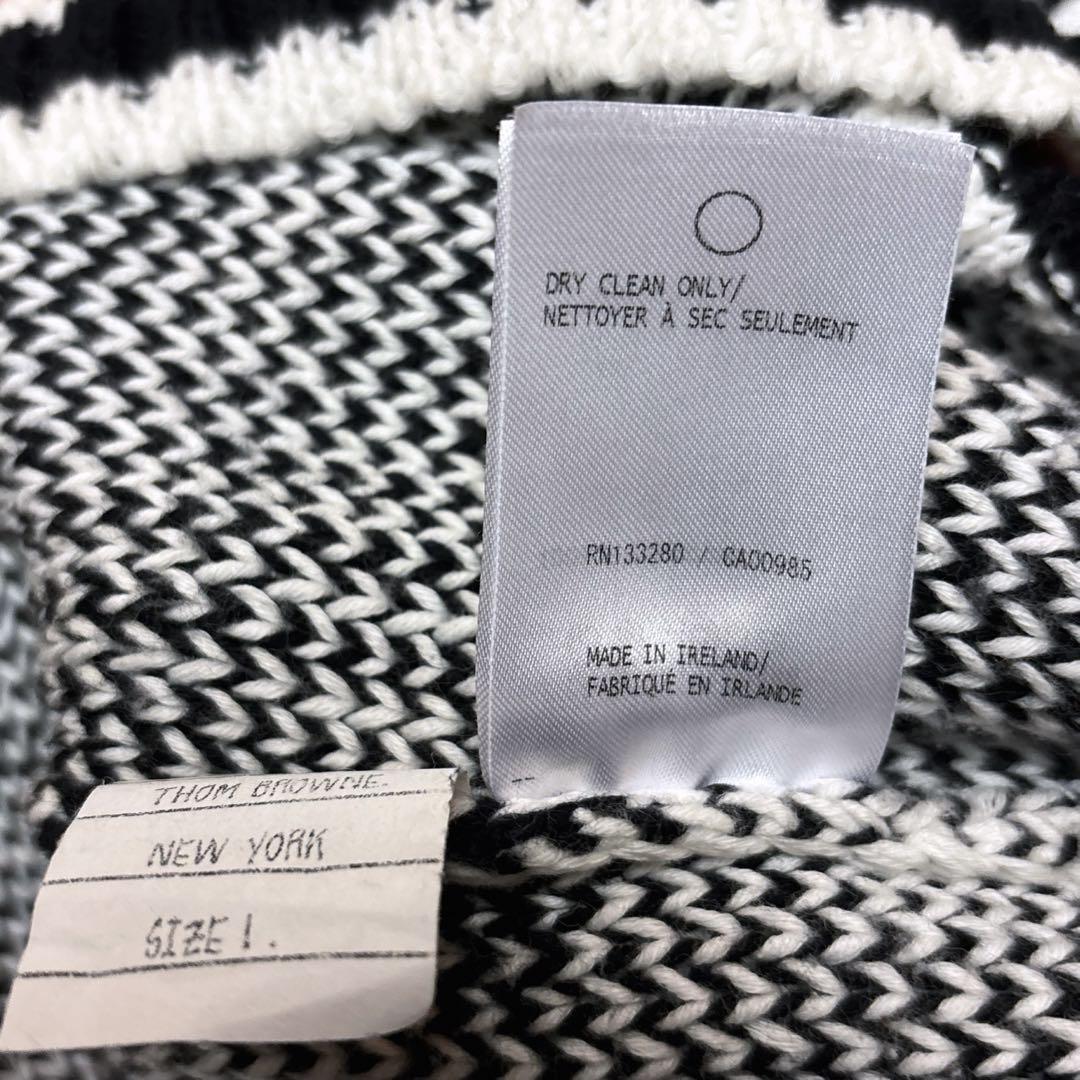 DRY CLEAN ONLY/
NETTOYER À SEC SEULEMENT
RN133280 / CA00985
MADE IN IRELAND/
FABRIQUE EN IRLANDE
THOM BROWNE.
NEW YORK
SIZE 1.